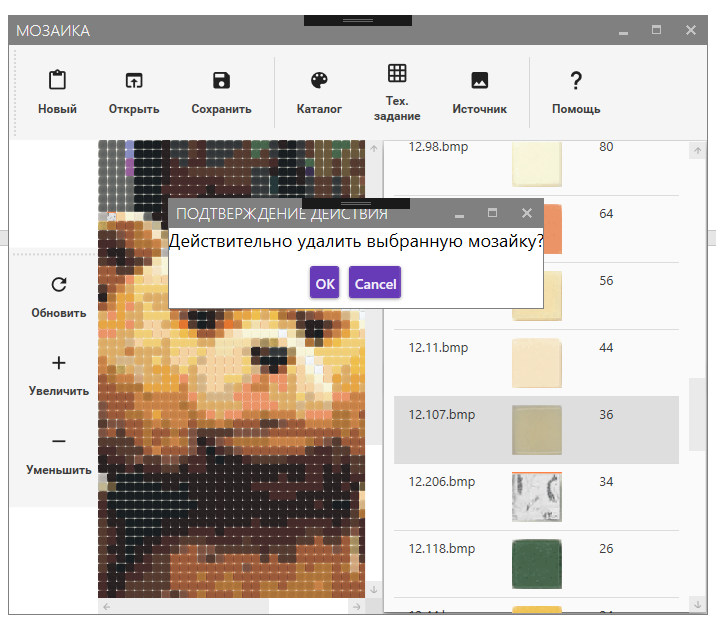 МОЗАИКА
Новый
Открыть
Сохранить
Каталог
Тех.
задание
Источник
Помощь
12.98.bmp 80
ПОДТВЕРЖДЕНИЕ ДЕЙСТВИЯ
64
Действительно удалить выбранную мозайку?
OK
Cancel
56
Обновить
Увеличить
Уменьшить
12.11.bmp 44
12.107.bmp 36
12.206.bmp 34
12.118.bmp 26